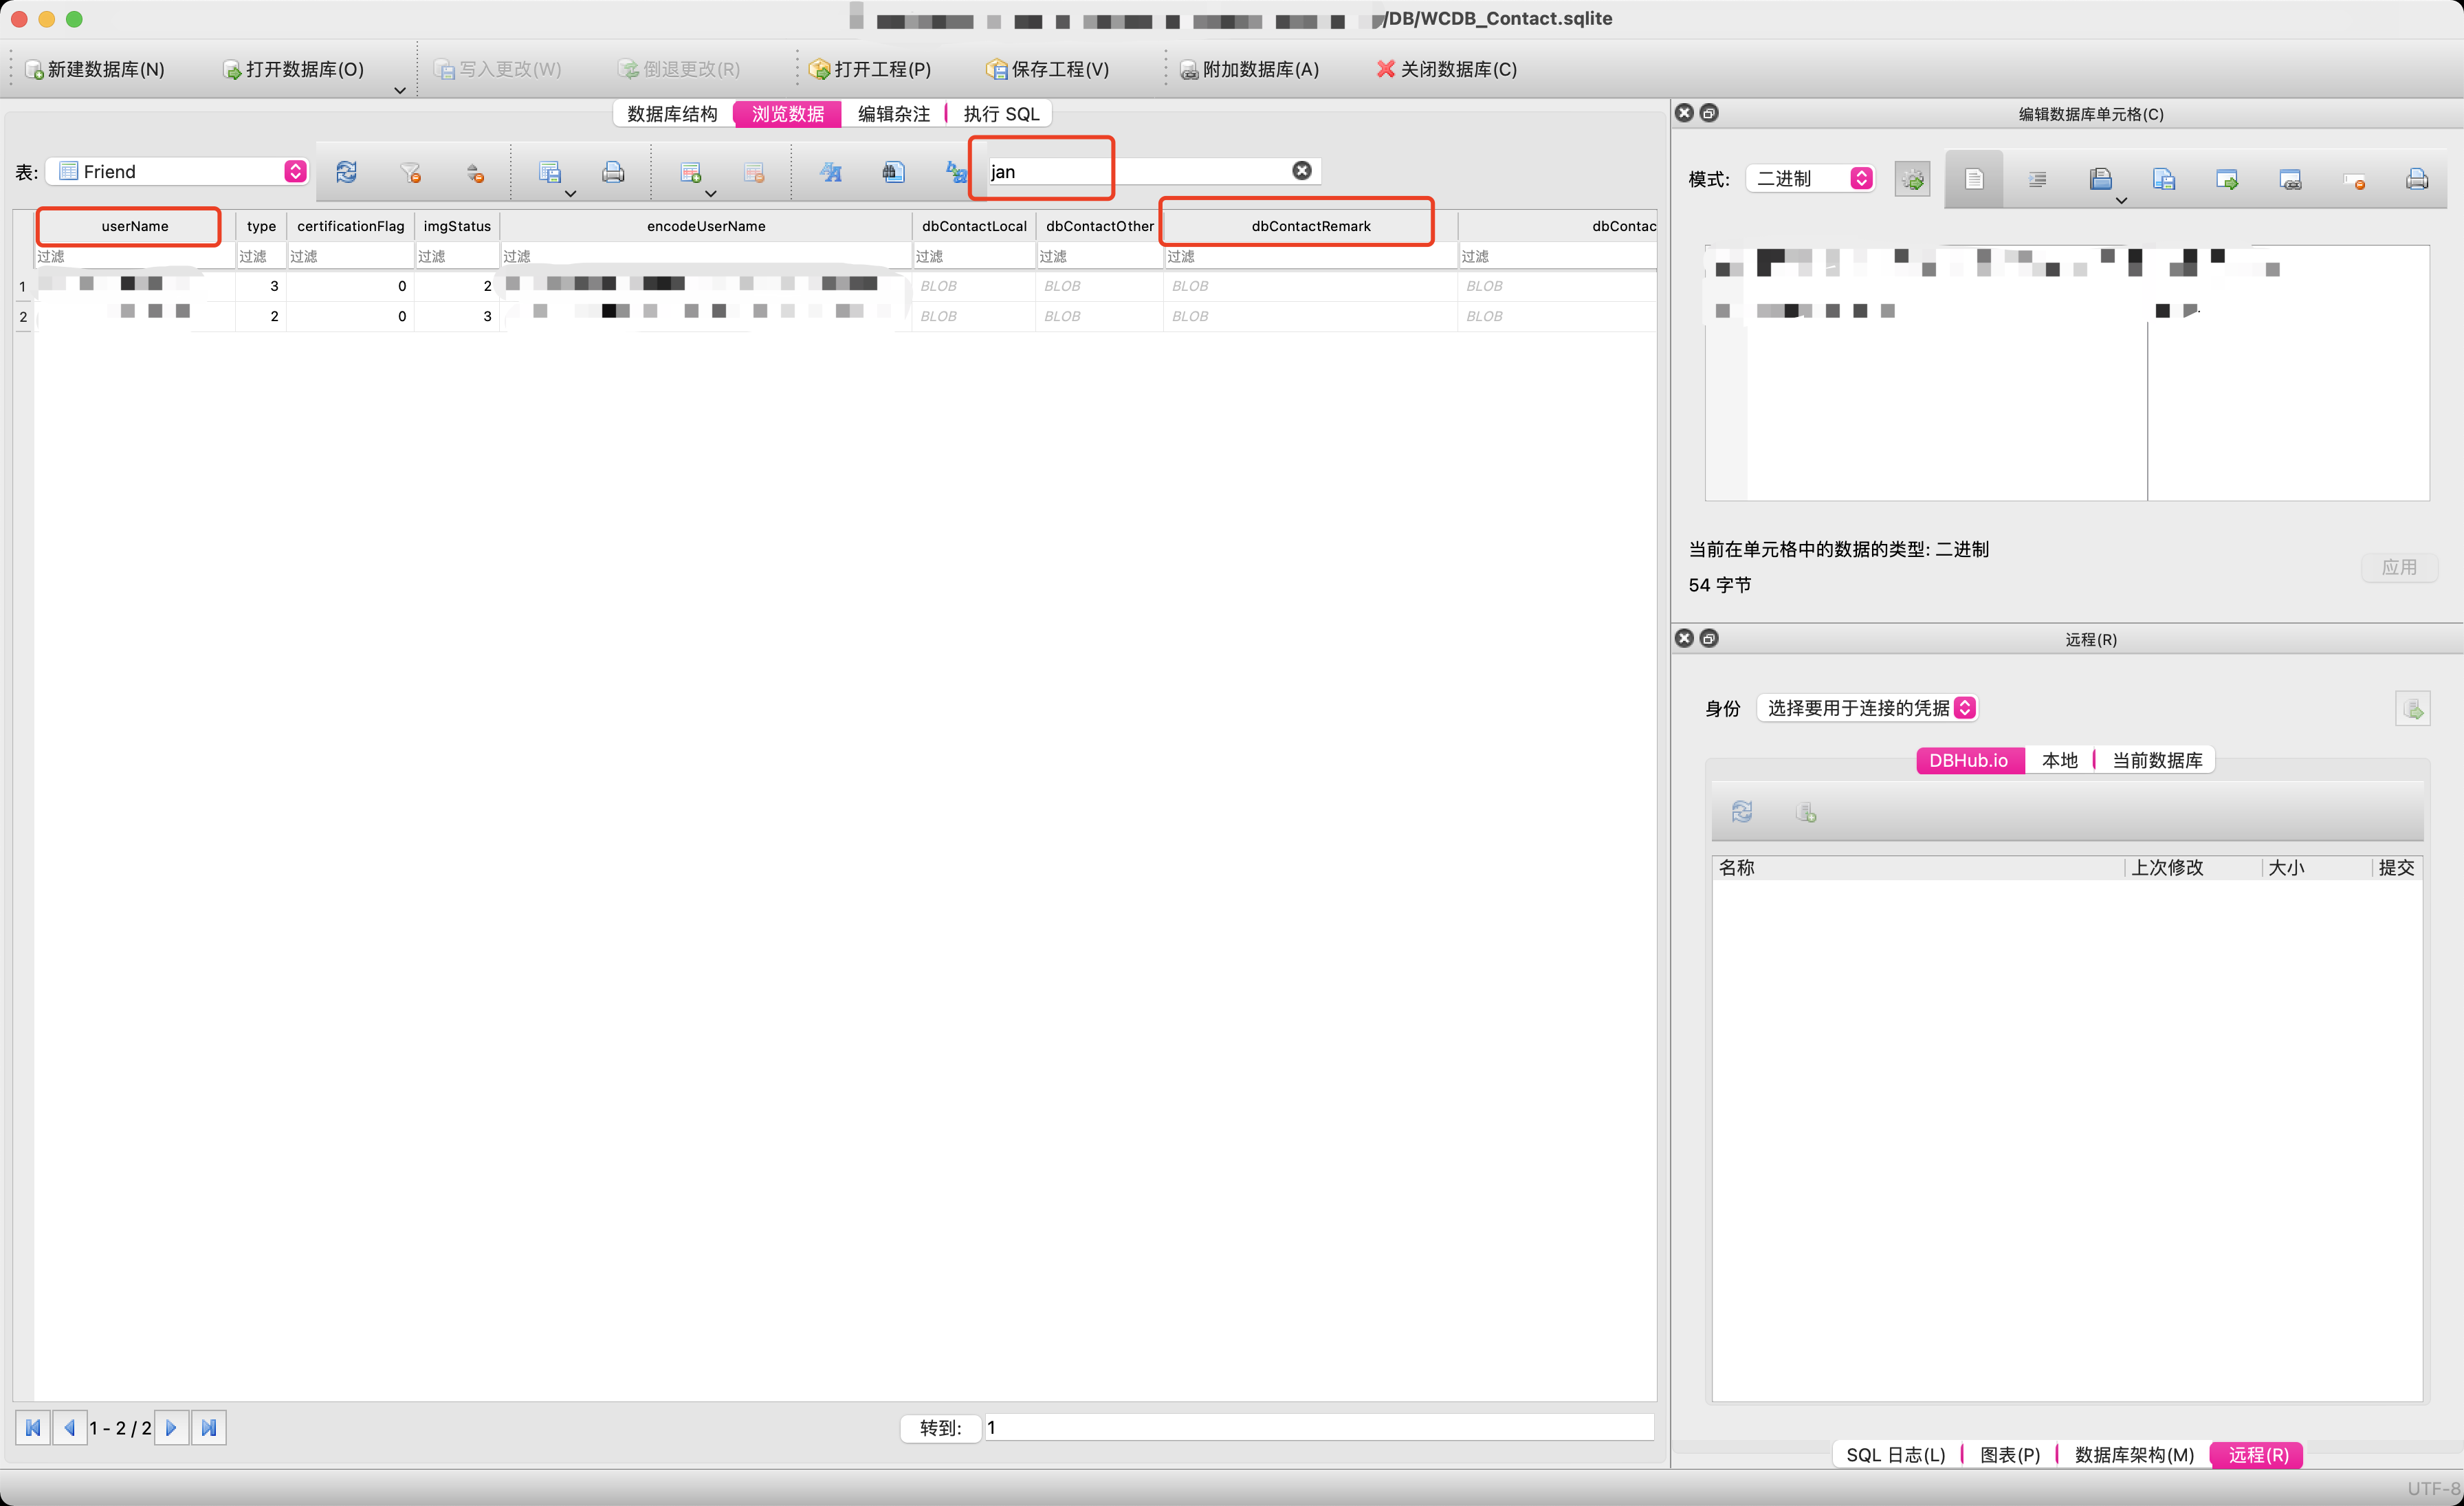 /DB/WCDB_Contact.sqlite
新建数据库(N) 打开数据库(O) 写入更改(W) 倒退更改(R) 打开工程(P) 保存工程(V) 附加数据库(A) 关闭数据库(C)
数据库结构 浏览数据 编辑杂注 执行 SQL
表: Friend jan
userName type certificationFlag imgStatus encodeUserName dbContactLocal dbContactOther dbContactRemark dbContac
过滤 过滤 过滤 过滤 过滤 过滤 过滤 过滤 过滤
1 3 0 2 BLOB BLOB BLOB BLOB
2 2 0 3 BLOB BLOB BLOB BLOB
1 - 2 / 2 转到: 1
编辑数据库单元格(C)
模式: 二进制
当前在单元格中的数据的类型: 二进制
54 字节
应用
远程(R)
身份 选择要用于连接的凭据
DBHub.io 本地 当前数据库
名称 上次修改 大小 提交
SQL 日志(L) 图表(P) 数据库架构(M) 远程(R)
UTF-8